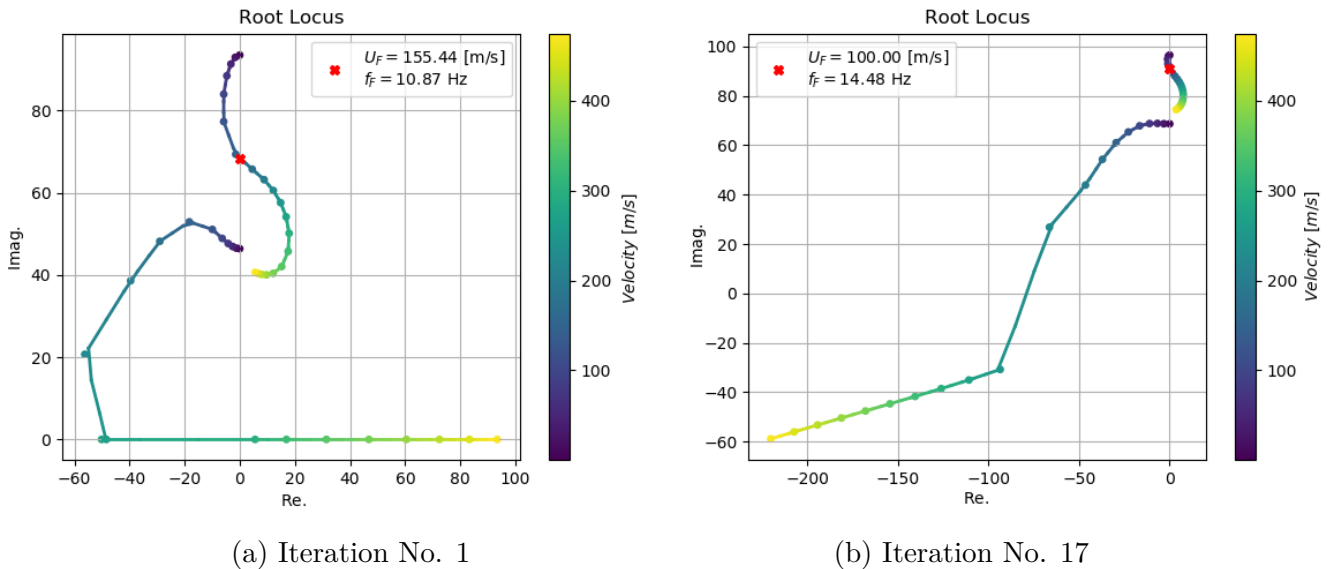 Root Locus
U_F = 155.44 [m/s]
f_F = 10.87 Hz
80
60
40
20
0
Imag.
−60 −40 −20 0 20 40 60 80 100
Re.
400
300
200
100
Velocity [m/s]
(a) Iteration No. 1
Root Locus
U_F = 100.00 [m/s]
f_F = 14.48 Hz
100
80
60
40
20
0
−20
−40
−60
Imag.
−200 −150 −100 −50 0
Re.
400
300
200
100
Velocity [m/s]
(b) Iteration No. 17